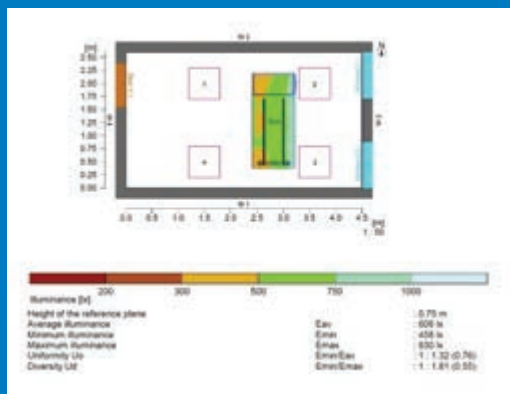 [m]
2.50
2.25
2.00
1.75
1.50
1.25
1.00
0.75
0.50
0.25
0.00
1
2
4
3
0.0 0.5 1.0 1.5 2.0 2.5 3.0 3.5 4.0 4.5
[m]
1 : 50
200 300 500 750 1000
Illuminance [lx]
Height of the reference plane : 0.75 m
Average illuminance Eav : 606 lx
Minimum illuminance Emin : 458 lx
Maximum illuminance Emax : 830 lx
Uniformity Uo Emin/Eav : 1 : 1.32 (0.76)
Diversity Ud Emin/Emax : 1 : 1.81 (0.55)